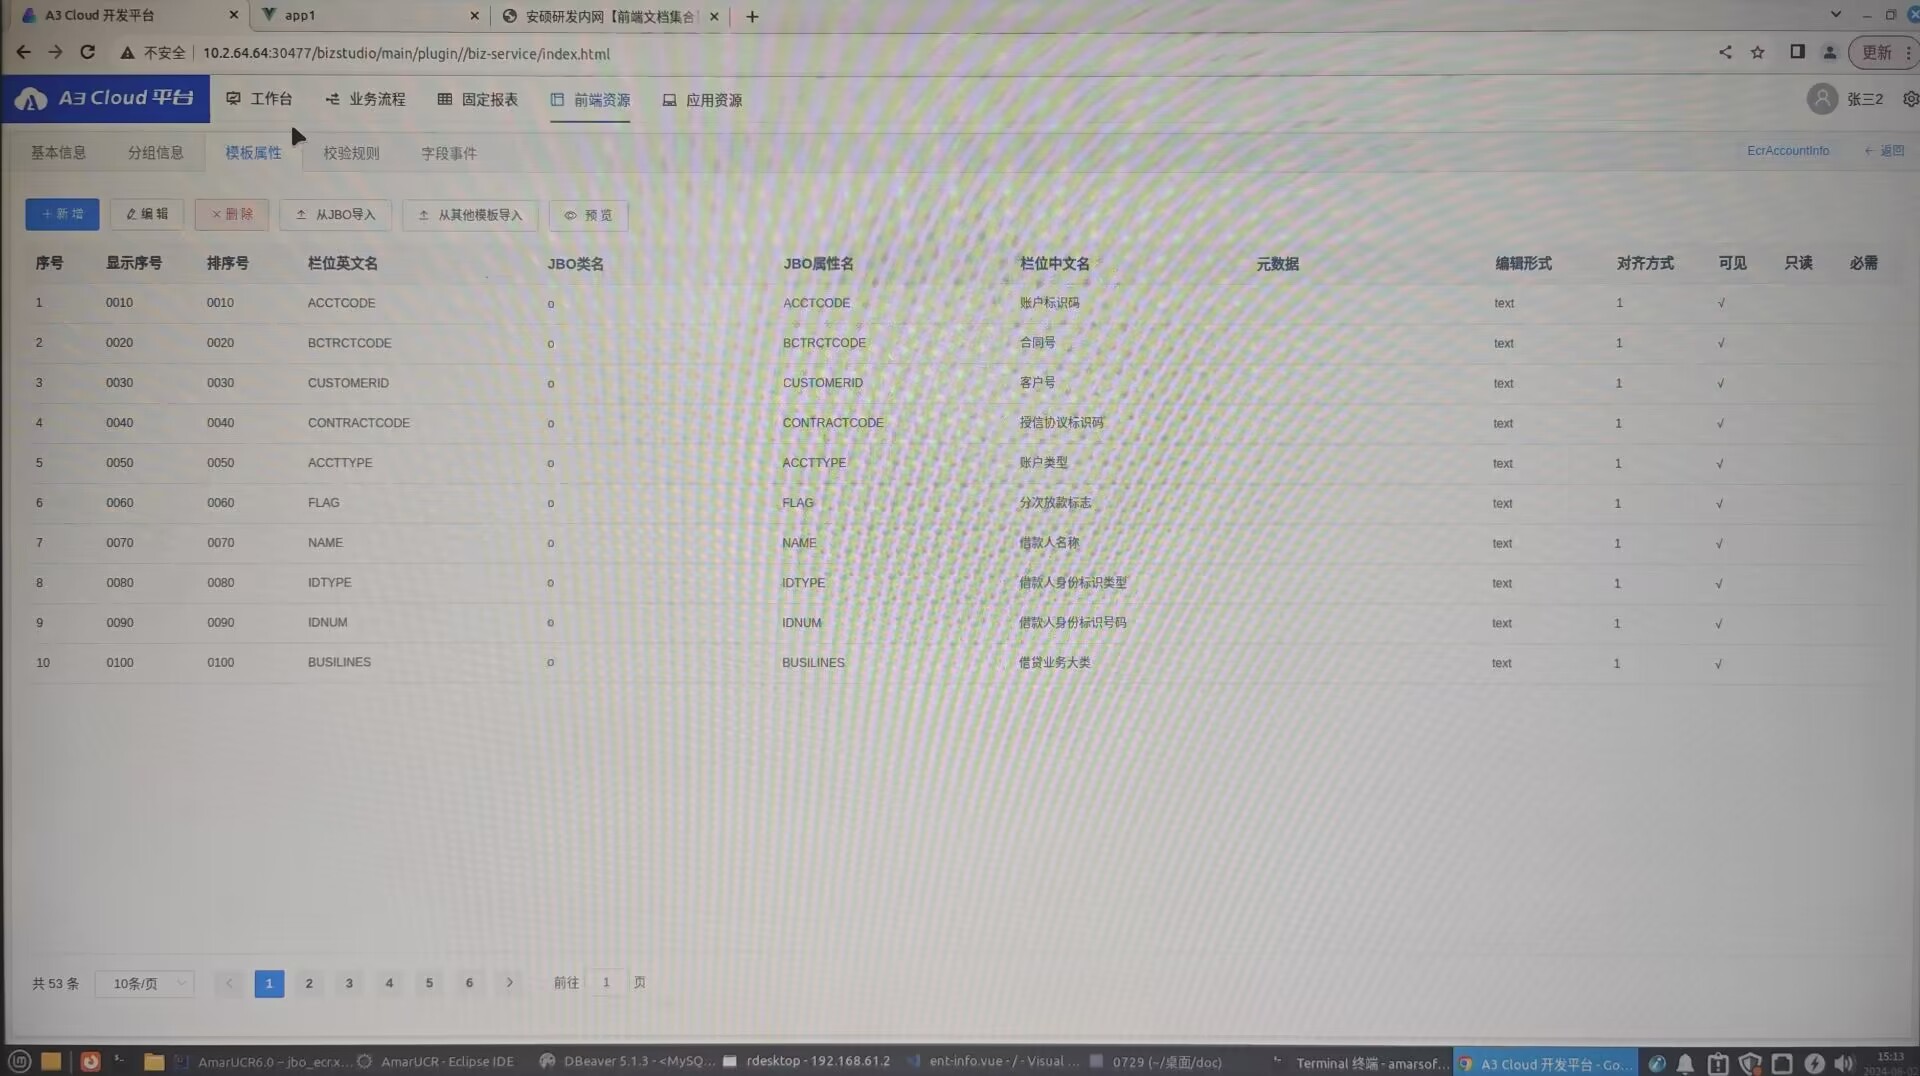 A3 Cloud 开发平台
app1
安硕研发内网【前端文档集合
不安全
10.2.64.64:30477/bizstudio/main/plugin//biz-service/index.html
更新
A3 Cloud 平台
工作台 业务流程 固定报表 前端资源 应用资源
张三2
基本信息 分组信息 模板属性 校验规则 字段事件
EcrAccountInfo ← 返回
+ 新 增 编 辑 × 删 除 从JBO导入 从其他模板导入 预 览
序号 显示序号 排序号 栏位英文名 JBO类名 JBO属性名 栏位中文名 元数据 编辑形式 对齐方式 可见 只读 必需
1 0010 0010 ACCTCODE o ACCTCODE 账户标识码 text 1 √
2 0020 0020 BCTRCTCODE o BCTRCTCODE 合同号 text 1 √
3 0030 0030 CUSTOMERID o CUSTOMERID 客户号 text 1 √
4 0040 0040 CONTRACTCODE o CONTRACTCODE 授信协议标识码 text 1 √
5 0050 0050 ACCTTYPE o ACCTTYPE 账户类型 text 1 √
6 0060 0060 FLAG o FLAG 分次放款标志 text 1 √
7 0070 0070 NAME o NAME 借款人名称 text 1 √
8 0080 0080 IDTYPE o IDTYPE 借款人身份标识类型 text 1 √
9 0090 0090 IDNUM o IDNUM 借款人身份标识号码 text 1 √
10 0100 0100 BUSILINES o BUSILINES 借贷业务大类 text 1 √
共 53 条 10条/页 < 1 2 3 4 5 6 > 前往 1 页
AmarUCR6.0 – jbo_ecr.x... AmarUCR - Eclipse IDE DBeaver 5.1.3 - <MySQ... rdesktop - 192.168.61.2 ent-info.vue - / - Visual ... 0729 (~/桌面/doc) Terminal 终端 - amarsof... A3 Cloud 开发平台 - Go... 15:13